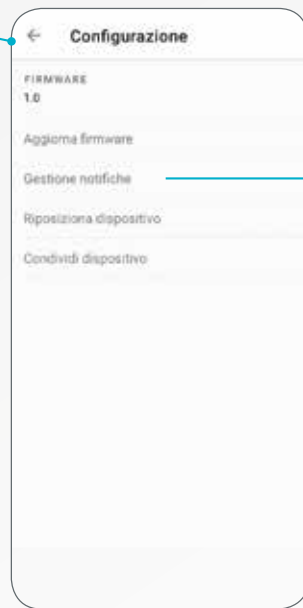 Configurazione
FIRMWARE
1.0
Aggiorna firmware
Gestione notifiche
Riposiziona dispositivo
Condividi dispositivo